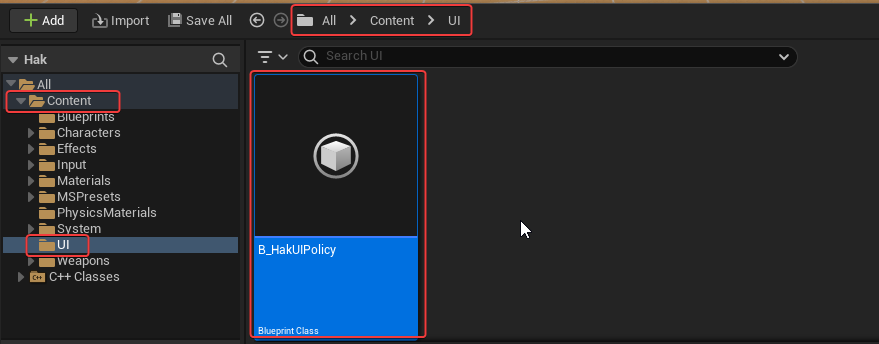 Add Import Save All All > Content > UI
Hak
Search UI
All
Content
Blueprints
Characters
Effects
Input
Materials
MSPresets
PhysicsMaterials
System
UI
Weapons
C++ C++ Classes
B_HakUIPolicy
Blueprint Class